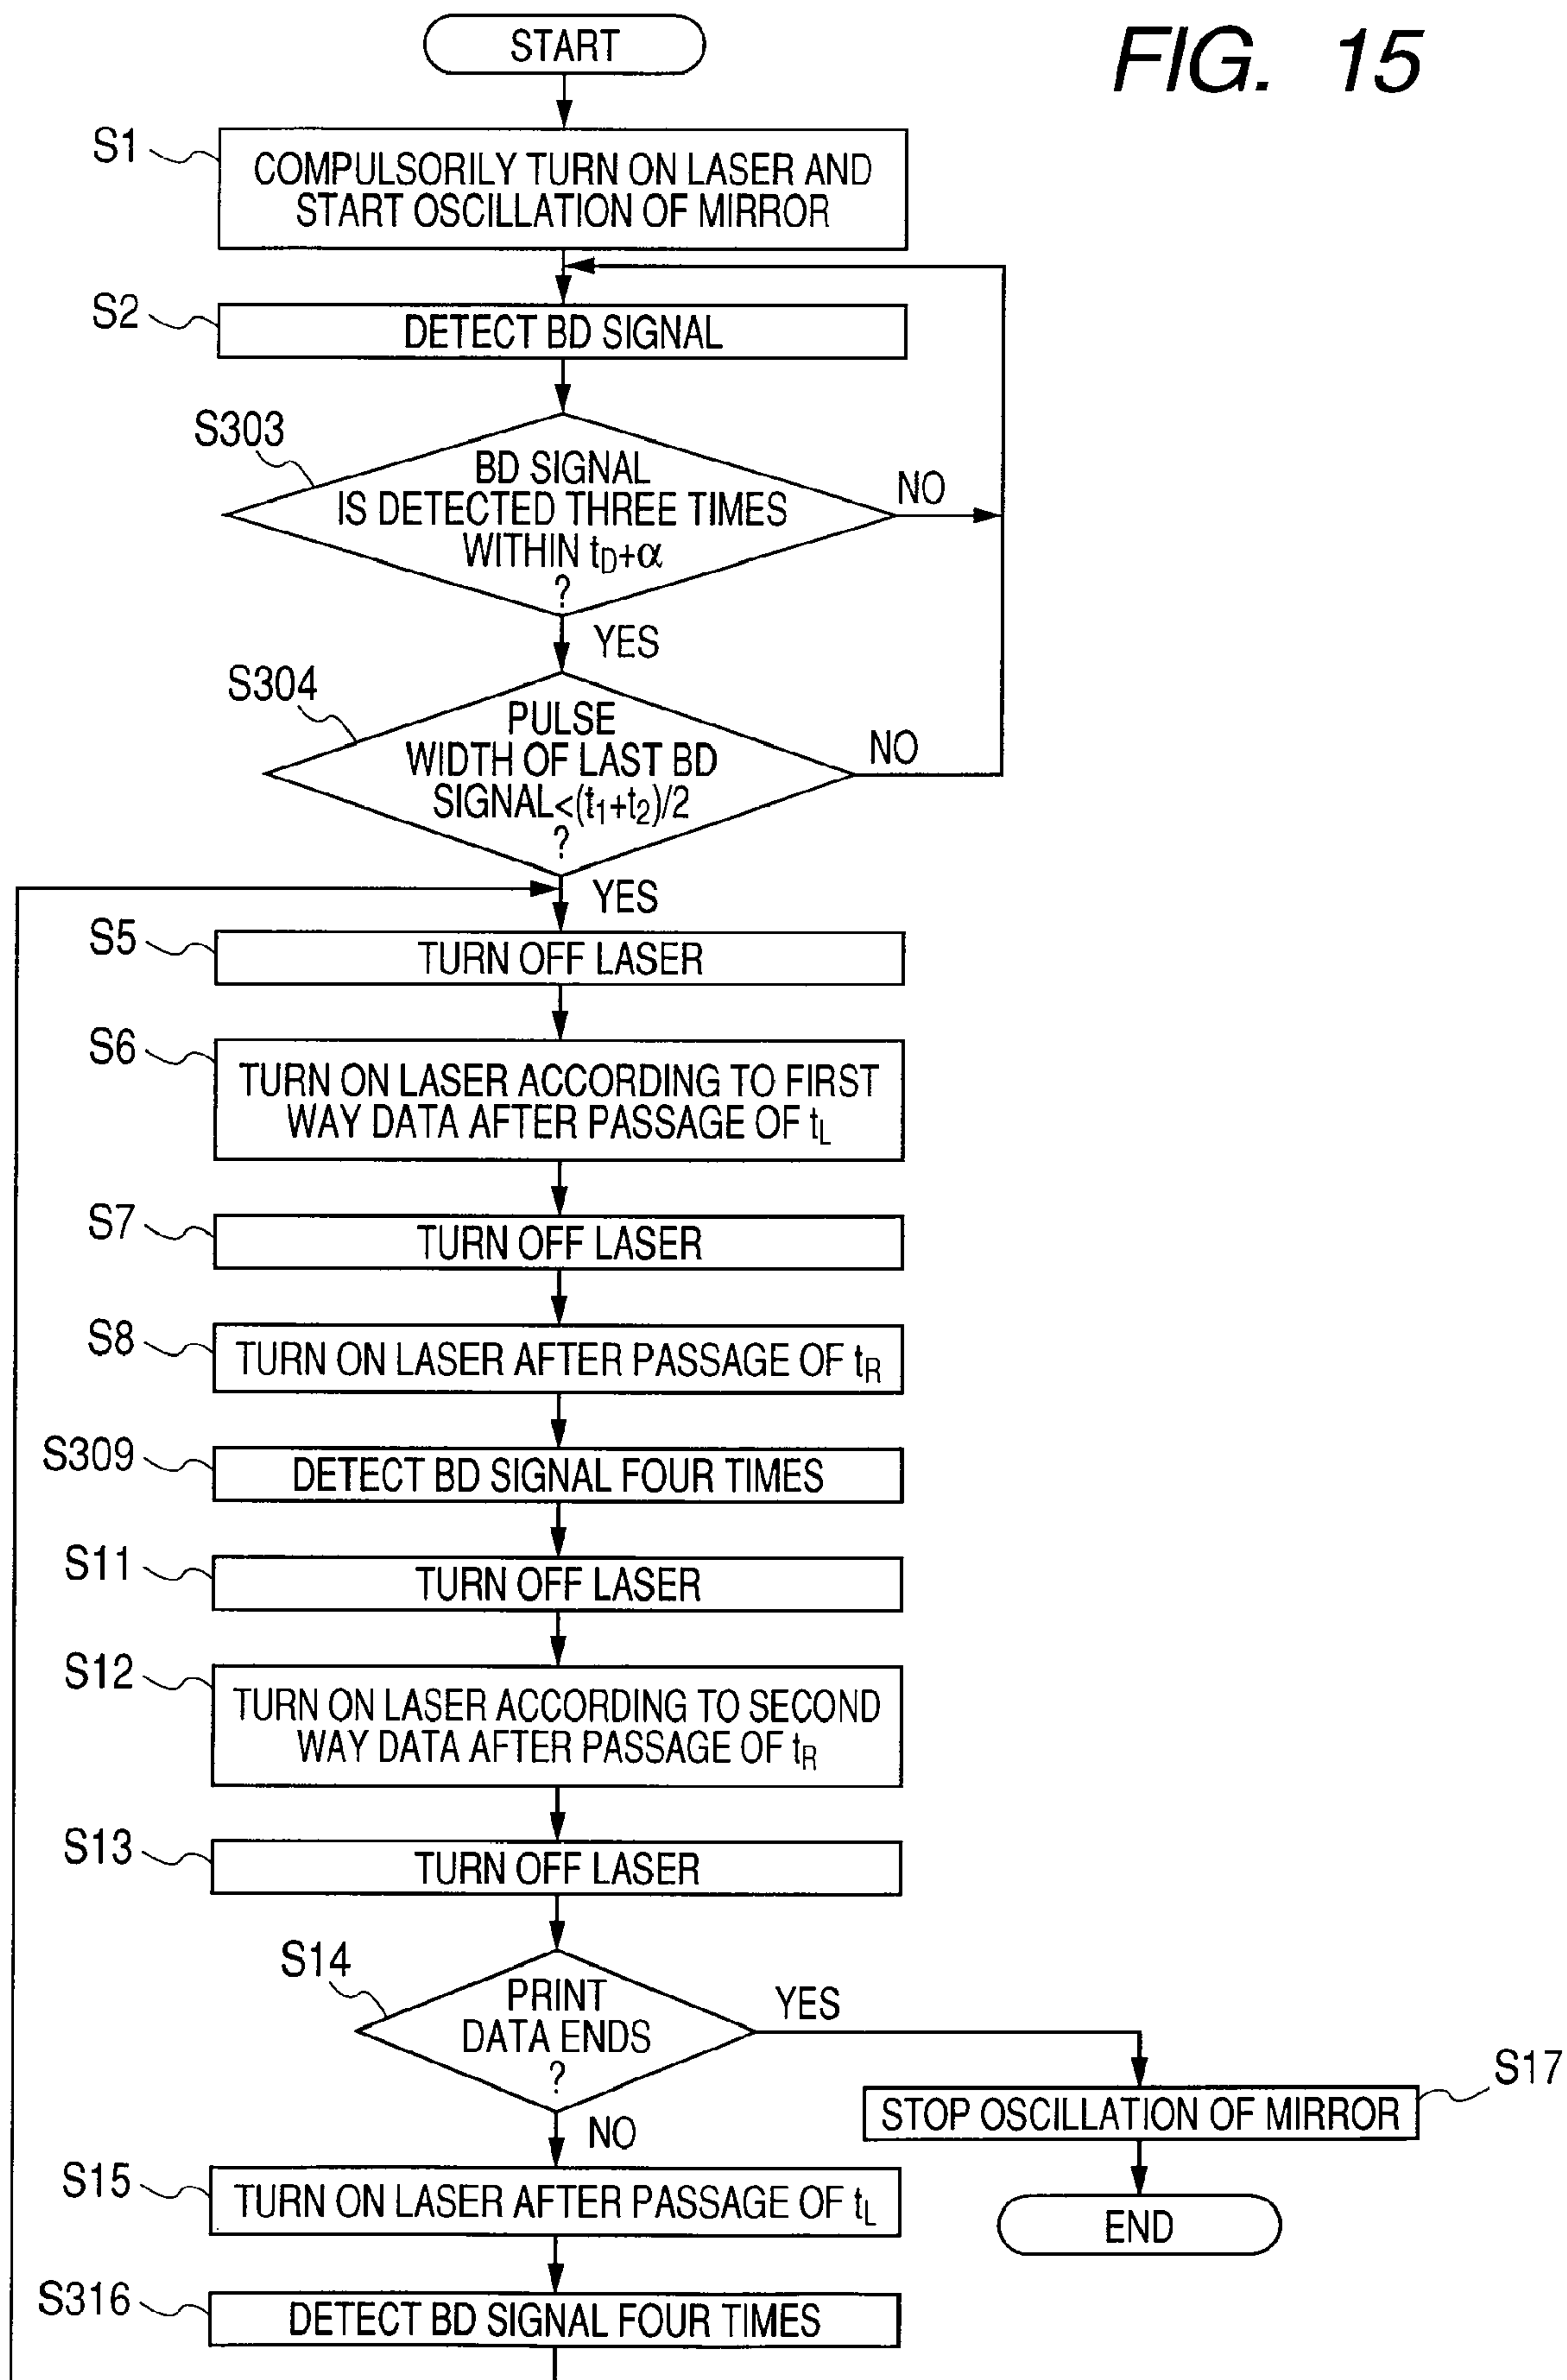 FIG. 15
START
S1
COMPULSORILY TURN ON LASER AND
START OSCILLATION OF MIRROR
S2
DETECT BD SIGNAL
S303
BD SIGNAL
IS DETECTED THREE TIMES
WITHIN tD+α
?
NO
YES
S304
PULSE
WIDTH OF LAST BD
SIGNAL<(t1+t2)/2
?
NO
YES
S5
TURN OFF LASER
S6
TURN ON LASER ACCORDING TO FIRST
WAY DATA AFTER PASSAGE OF tL
S7
TURN OFF LASER
S8
TURN ON LASER AFTER PASSAGE OF tR
S309
DETECT BD SIGNAL FOUR TIMES
S11
TURN OFF LASER
S12
TURN ON LASER ACCORDING TO SECOND
WAY DATA AFTER PASSAGE OF tR
S13
TURN OFF LASER
S14
PRINT
DATA ENDS
?
YES
NO
S17
STOP OSCILLATION OF MIRROR
END
S15
TURN ON LASER AFTER PASSAGE OF tL
S316
DETECT BD SIGNAL FOUR TIMES